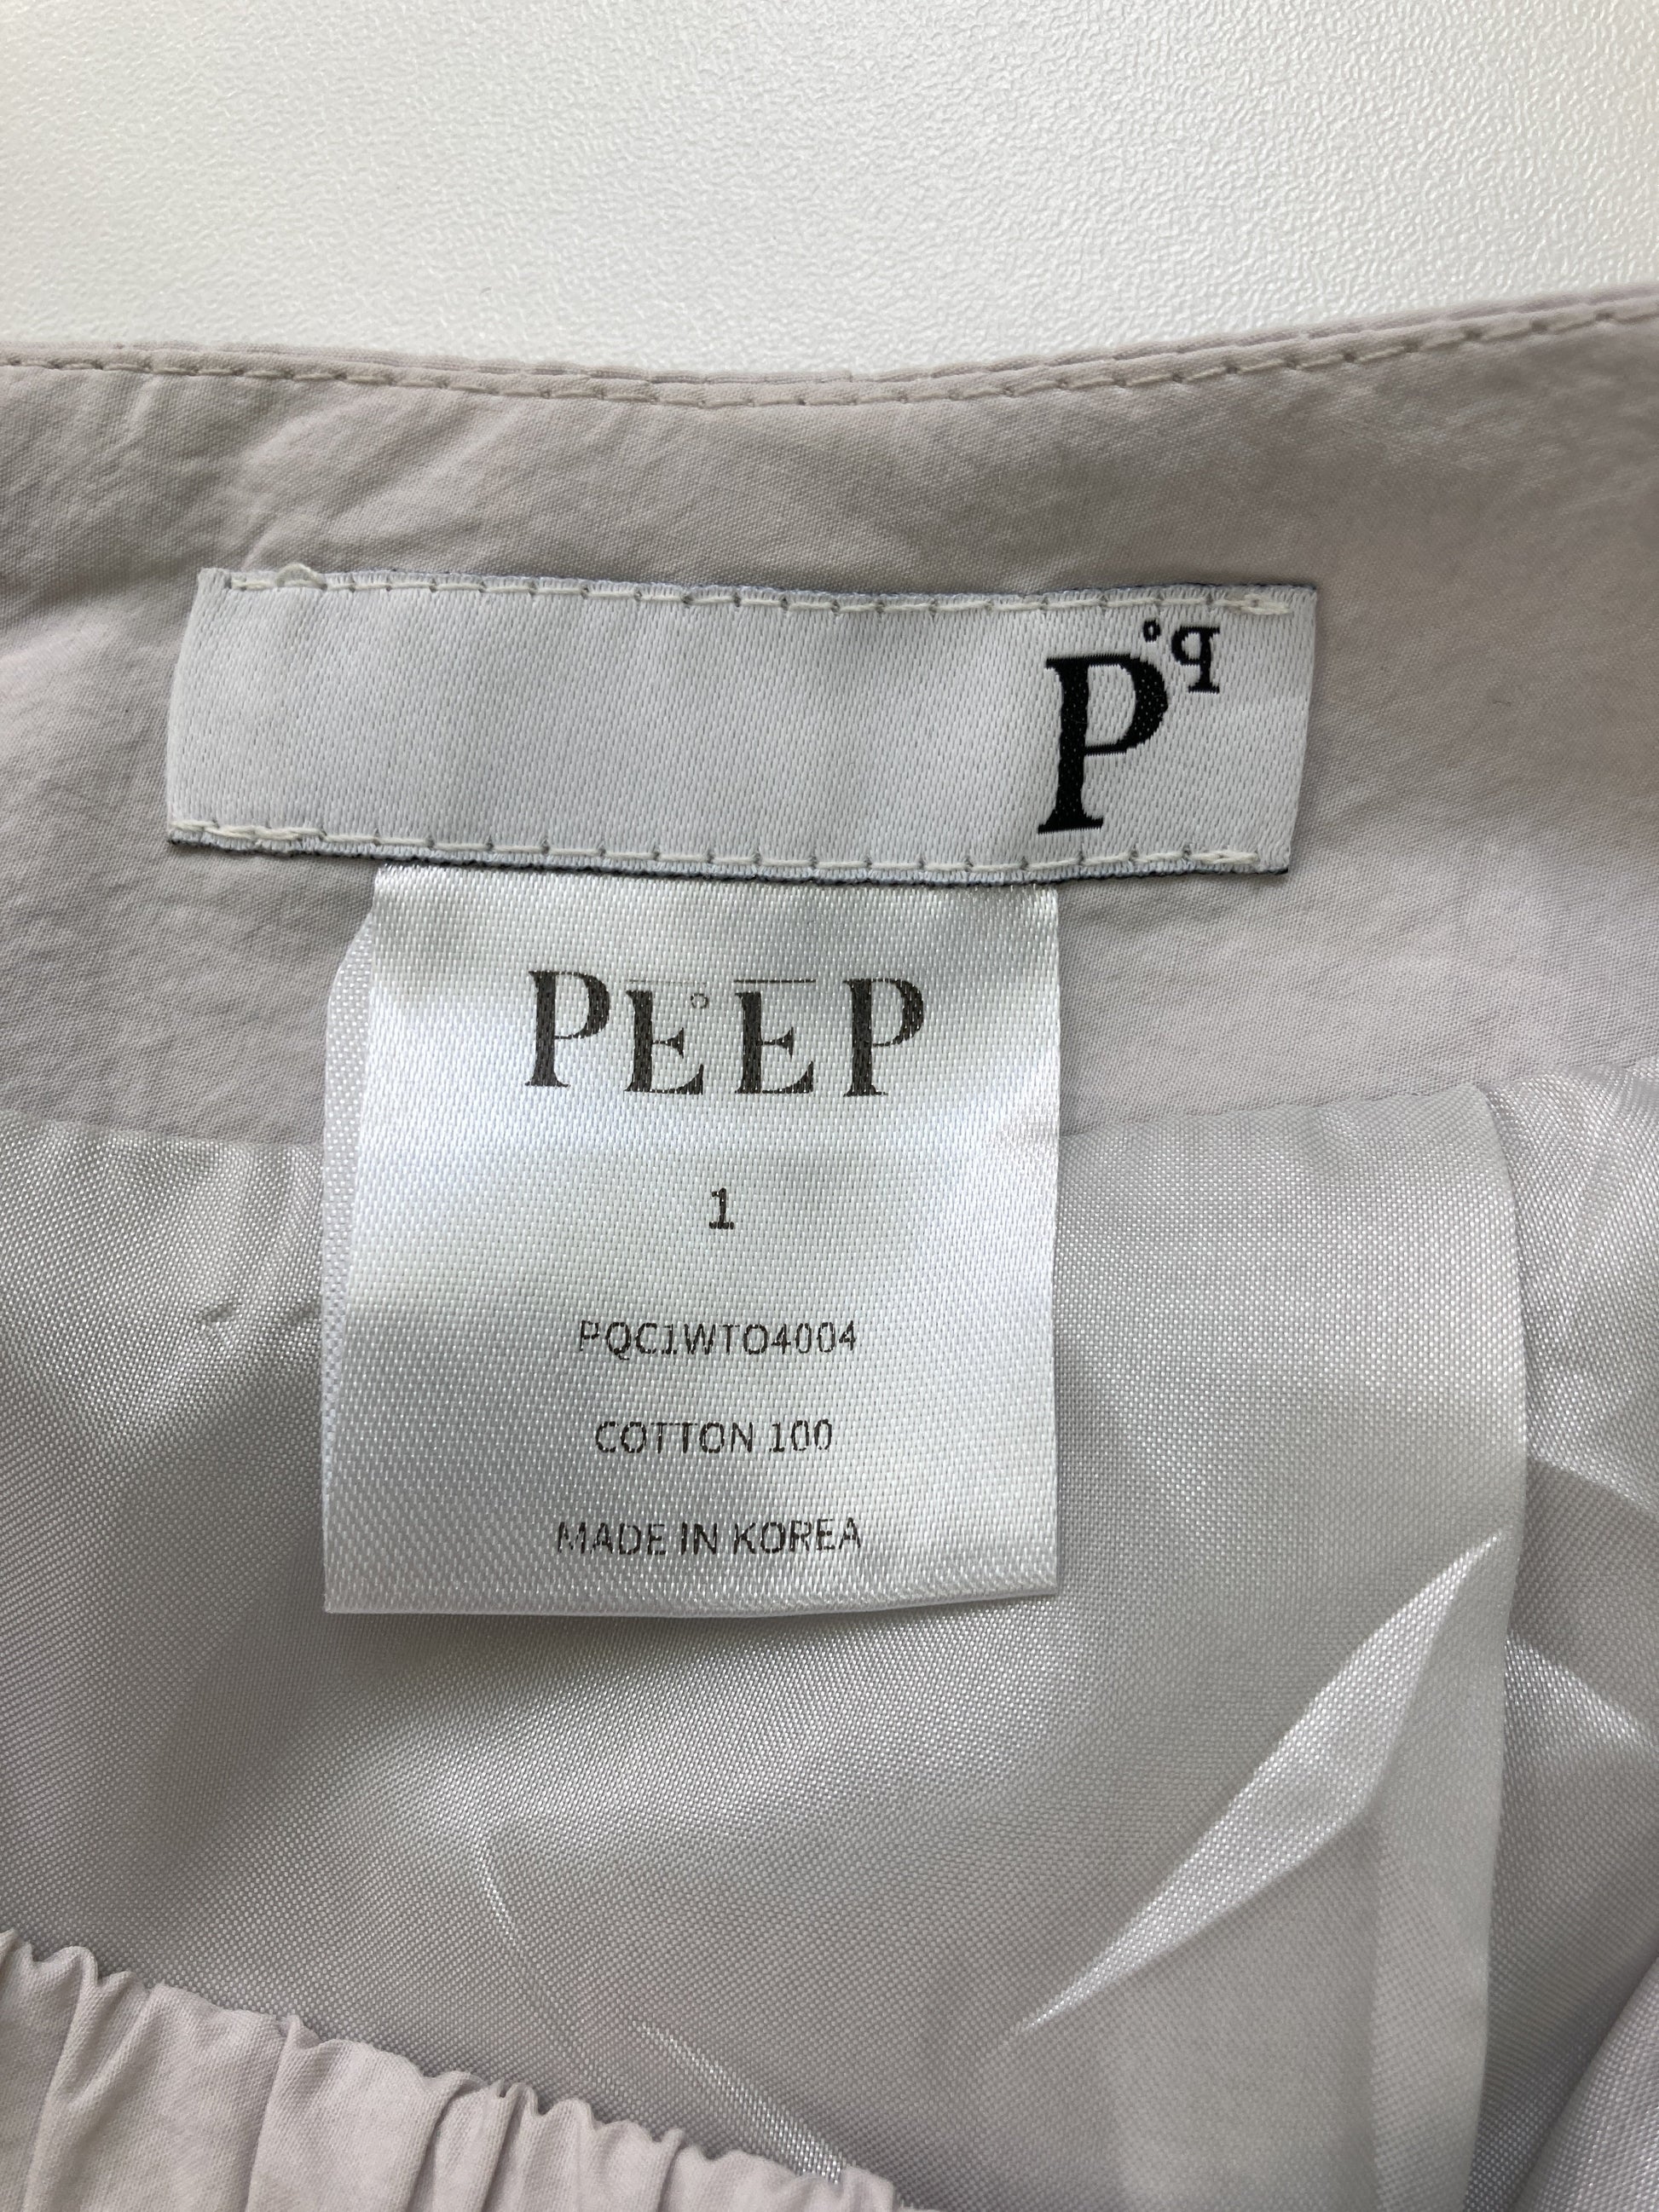 P°q
PEEP
1
PQC1WTO4004
COTTON 100
MADE IN KOREA